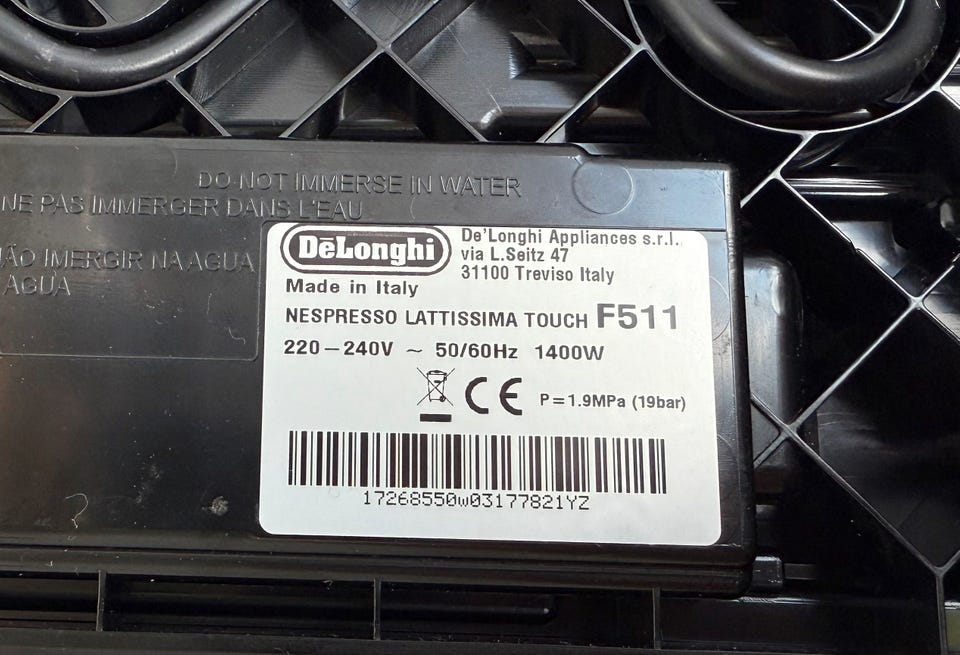 DO NOT IMMERSE IN WATER
NE PAS IMMERGER DANS L'EAU
NÃO IMERGIR NA AGUA
AGUA
DēLonghi
De'Longhi Appliances s.r.l.
via L.Seitz 47
31100 Treviso Italy
Made in Italy
NESPRESSO LATTISSIMA TOUCH F511
220–240V ~ 50/60Hz 1400W
CE P=1.9MPa (19bar)
17268550w03177821YZ